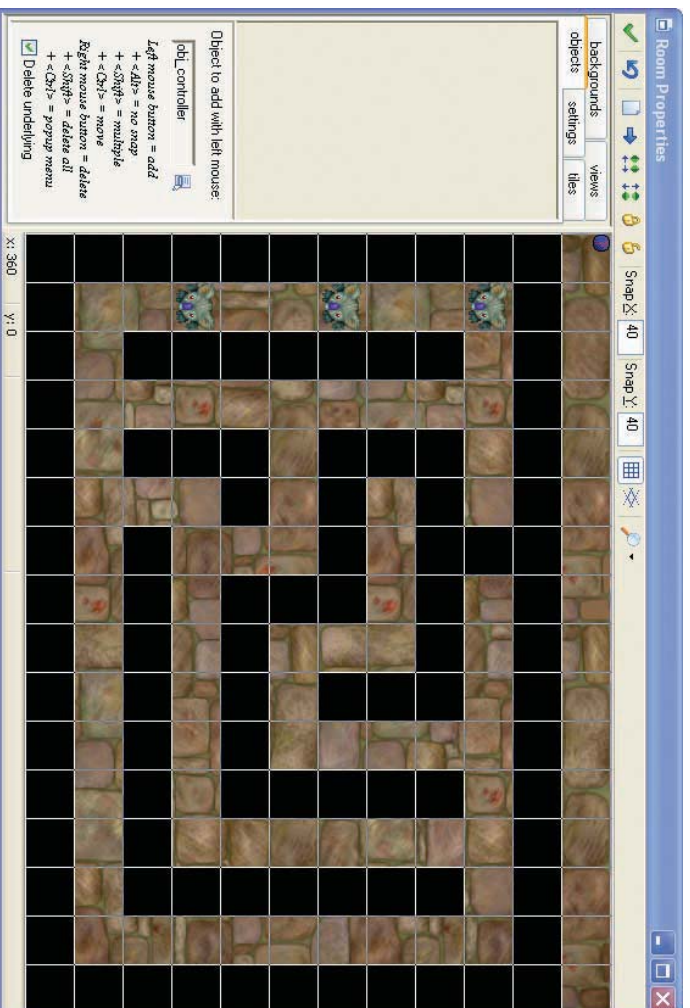 Room Properties
Snap X: 40 Snap Y: 40
backgrounds views
objects settings tiles
Object to add with left mouse:
obj_controller
Left mouse button = add
+ <Alt> = no snap
+ <Shift> = multiple
+ <Ctrl> = move
Right mouse button = delete
+ <Shift> = delete all
+ <Ctrl> = popup menu
Delete underlying
x: 360 y: 0